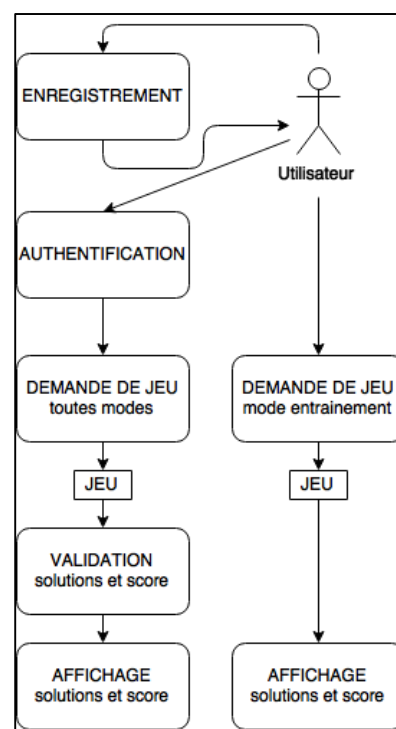 ENREGISTREMENT
Utilisateur
AUTHENTIFICATION
DEMANDE DE JEU
toutes modes
DEMANDE DE JEU
mode entrainement
JEU
JEU
VALIDATION
solutions et score
AFFICHAGE
solutions et score
AFFICHAGE
solutions et score